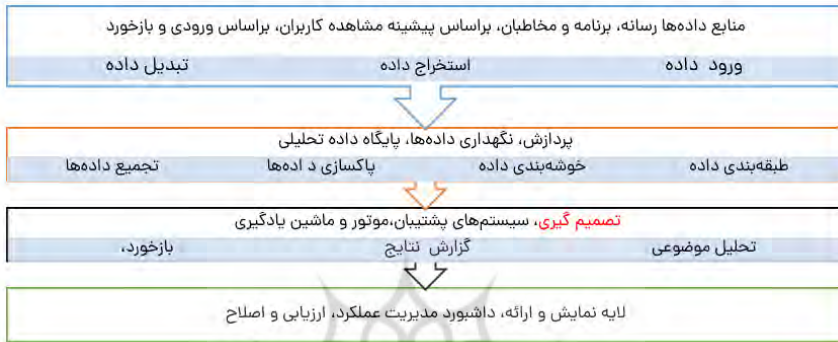 منابع داده‌ها رسانه، برنامه و مخاطبان، براساس پیشینه مشاهده کاربران، براساس ورودی و بازخورد
ورود داده استخراج داده تبدیل داده
پردازش، نگهداری داده‌ها، پایگاه داده تحلیلی
طبقه‌بندی داده خوشه‌بندی داده پاکسازی د اده‌ها تجمیع داده‌ها
تصمیم گیری، سیستم‌های پشتیبان،موتور و ماشین یادگیری
تحلیل موضوعی گزارش نتایج بازخورد،
لایه نمایش و ارائه، داشبورد مدیریت عملکرد، ارزیابی و اصلاح